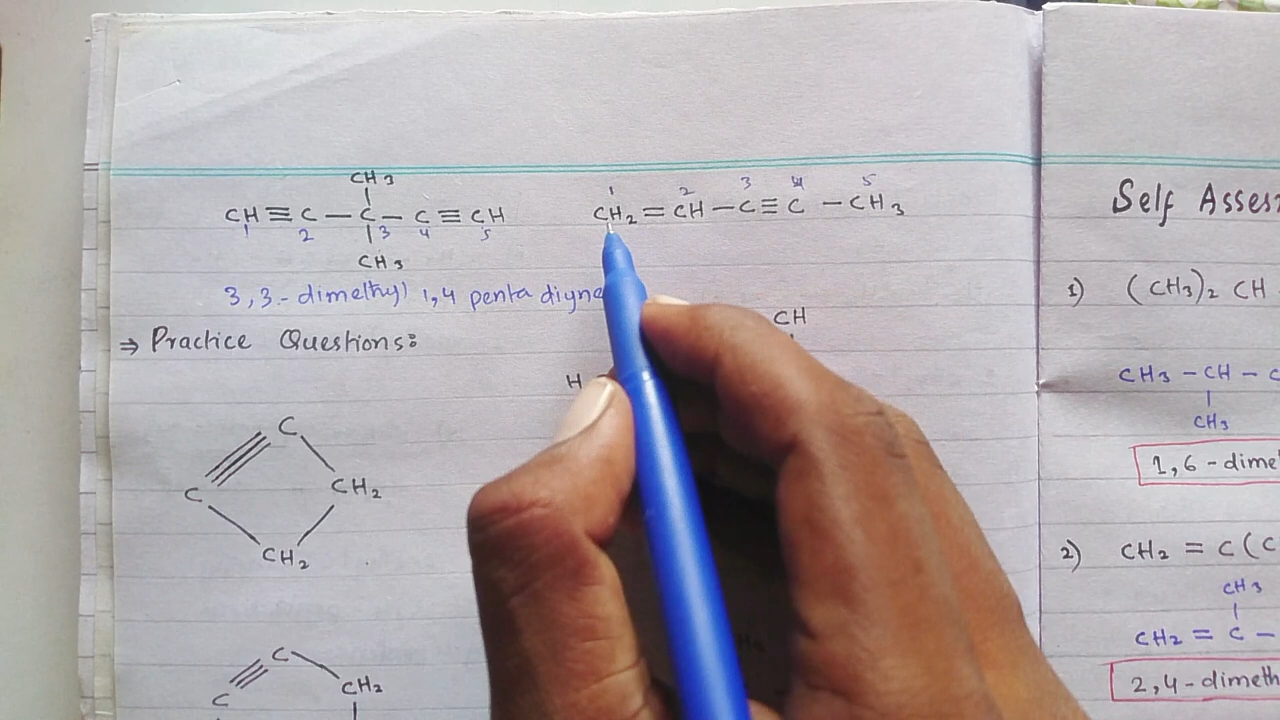 CH3
|
CH ≡ C — C — C ≡ CH
1 2 | 3 4 5
CH3
3,3-dimethyl 1,4 penta diyne
1 2 3 4 5
CH2 = CH — C ≡ C — CH3
⇒ Practice Questions:
CH
H
C
C CH2
CH2
C
C CH2
Self
1) (CH3)2 CH
CH3 — CH — C
|
CH3
1,6-dime
2) CH2 = C(C
CH3
|
CH2 = C —
2,4-dimeth